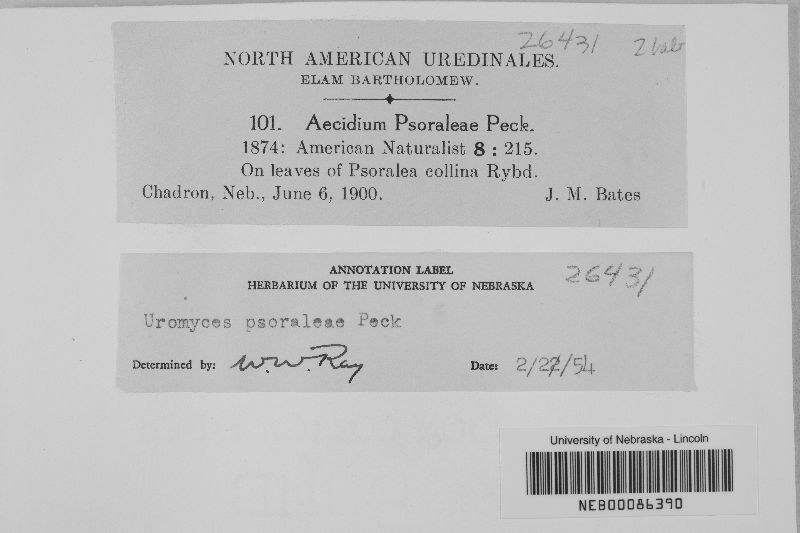 26431
NORTH AMERICAN UREDINALES.
ELAM BARTHOLOMEW.
101. Aecidium Psoraleae Peck.
1874: American Naturalist 8 : 215.
On leaves of Psoralea collina Rybd.
Chadron, Neb., June 6, 1900. J. M. Bates
ANNOTATION LABEL 26431
HERBARIUM OF THE UNIVERSITY OF NEBRASKA
Uromyces psoraleae Peck
Determined by: W.W. Ray Date: 2/27/54
University of Nebraska - Lincoln
NEB00086390